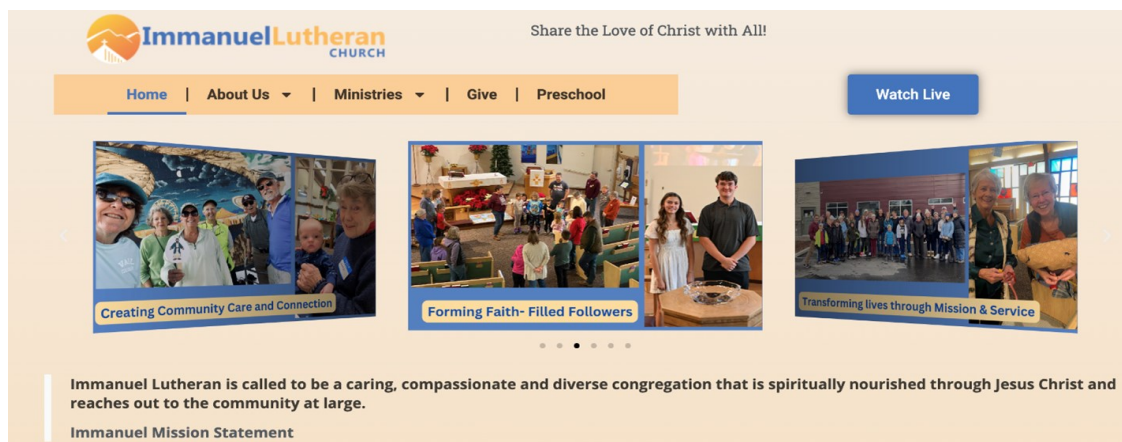 ImmanuelLutheran
CHURCH
Share the Love of Christ with All!
Home | About Us | Ministries | Give | Preschool
Watch Live
Creating Community Care and Connection
Forming Faith- Filled Followers
Transforming lives through Mission & Service
Immanuel Lutheran is called to be a caring, compassionate and diverse congregation that is spiritually nourished through Jesus Christ and
reaches out to the community at large.
Immanuel Mission Statement